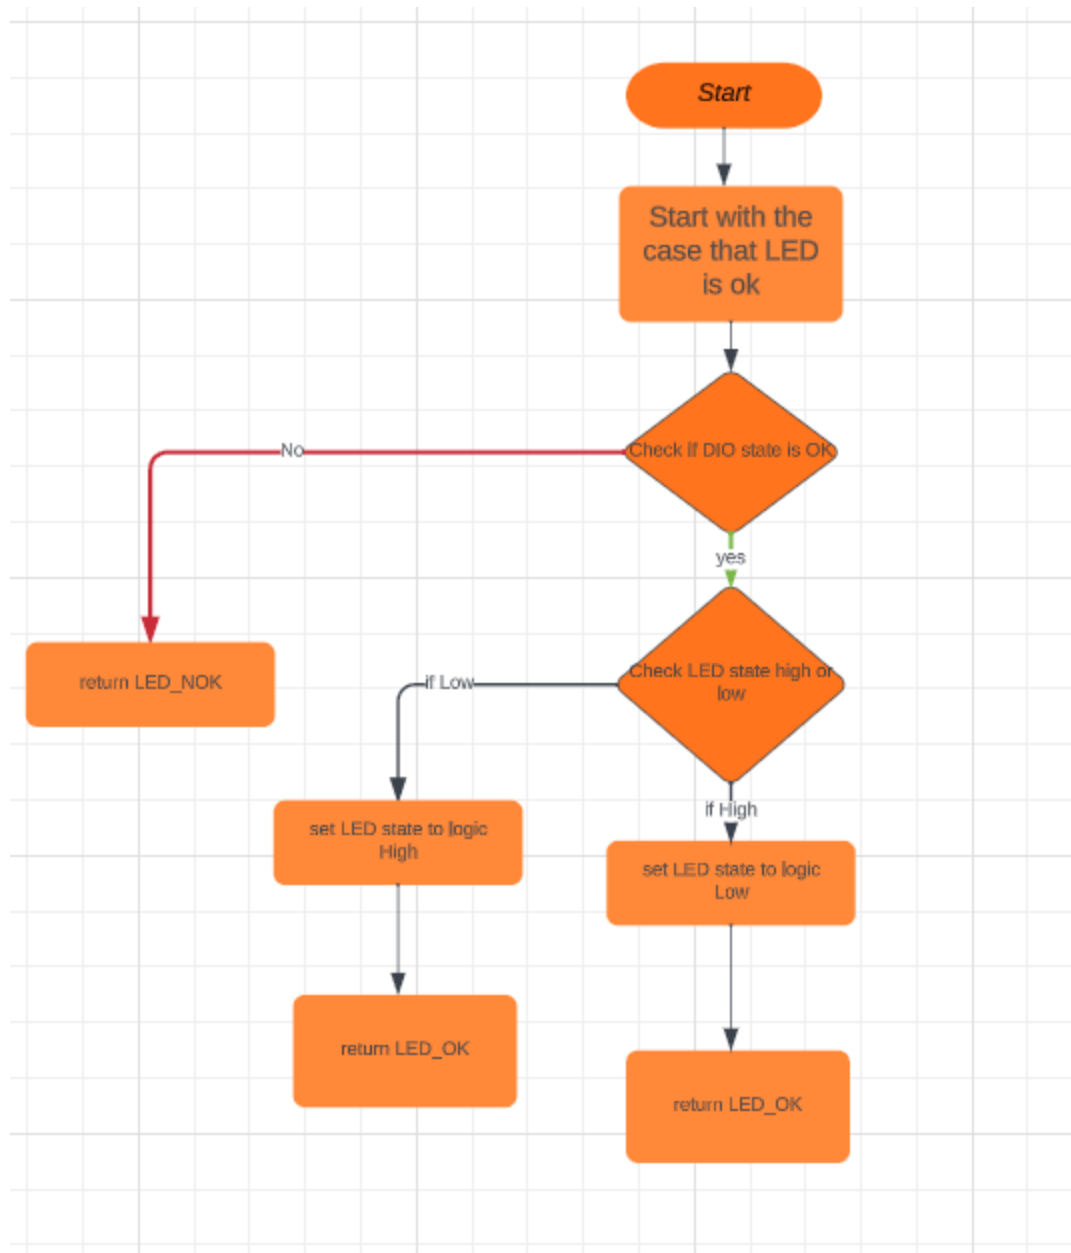 Start
Start with the
case that LED
is ok
Check if DIO state is OK
No
yes
return LED_NOK
Check LED state high or
low
if Low
if High
set LED state to logic
High
set LED state to logic
Low
return LED_OK
return LED_OK